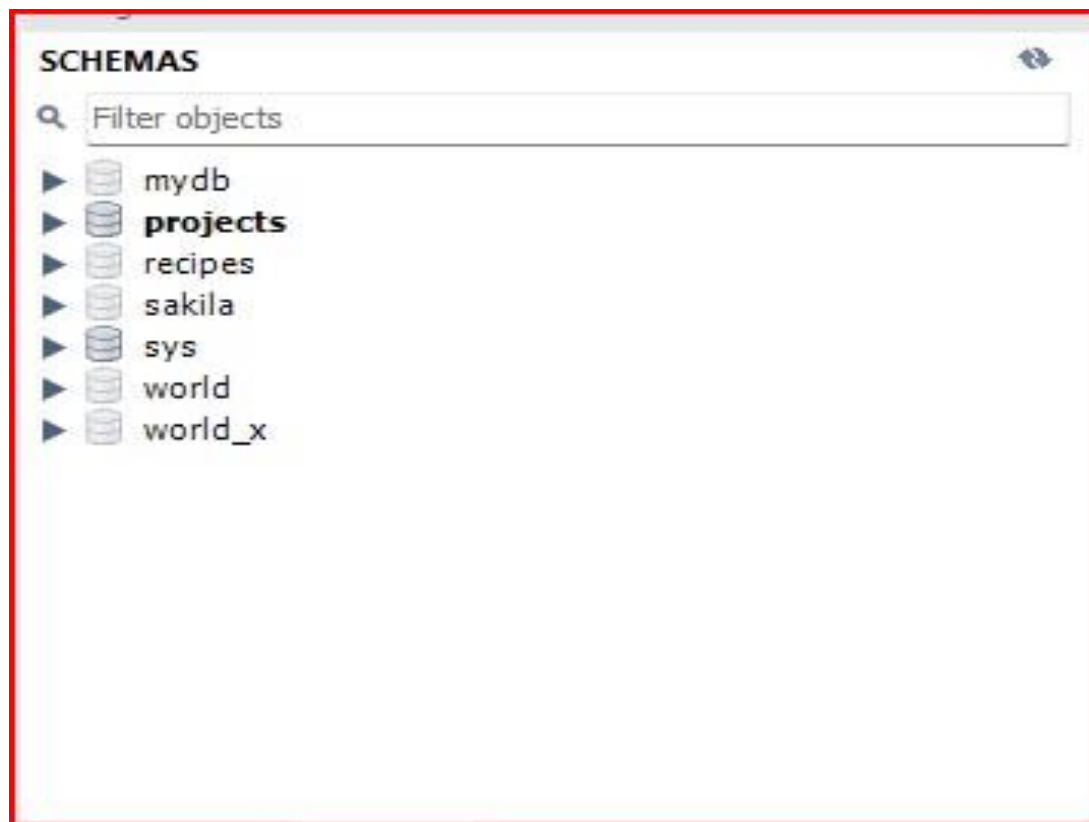 SCHEMAS
Filter objects
mydb
projects
recipes
sakila
sys
world
world_x